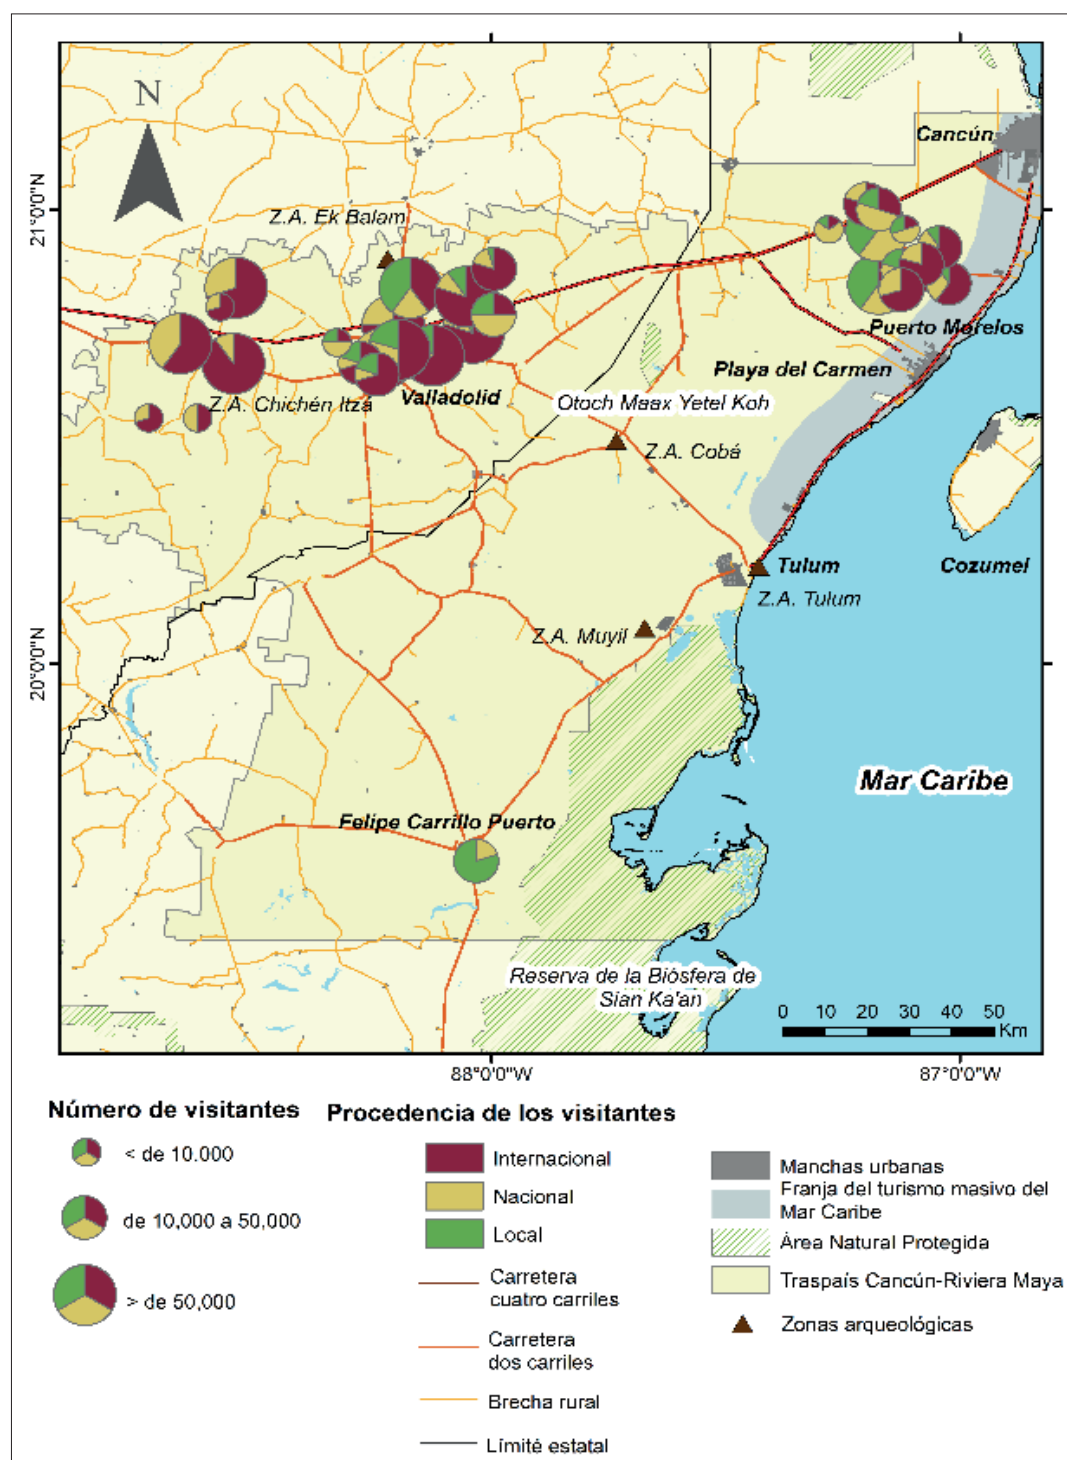 N
Cancún
Z.A. Ek Balam
21°0'0"N
Puerto Morelos
Playa del Carmen
Z.A. Chichén Itzá
Valladolid
Otoch Maax Yetel Koh
Z.A. Cobá
Tulum
Cozumel
Z.A. Tulum
Z.A. Muyil
20°0'0"N
Mar Caribe
Felipe Carrillo Puerto
Reserva de la Biósfera de
Sian Ka'an
0 10 20 30 40 50
Km
88°0'0"W
87°0'0"W
Número de visitantes
< de 10.000
de 10,000 a 50,000
> de 50,000
Procedencia de los visitantes
Internacional
Nacional
Local
Carretera
cuatro carriles
Carretera
dos carriles
Brecha rural
Límité estatal
Manchas urbanas
Franja del turismo masivo del
Mar Caribe
Área Natural Protegida
Traspaís Cancún-Riviera Maya
Zonas arqueológicas